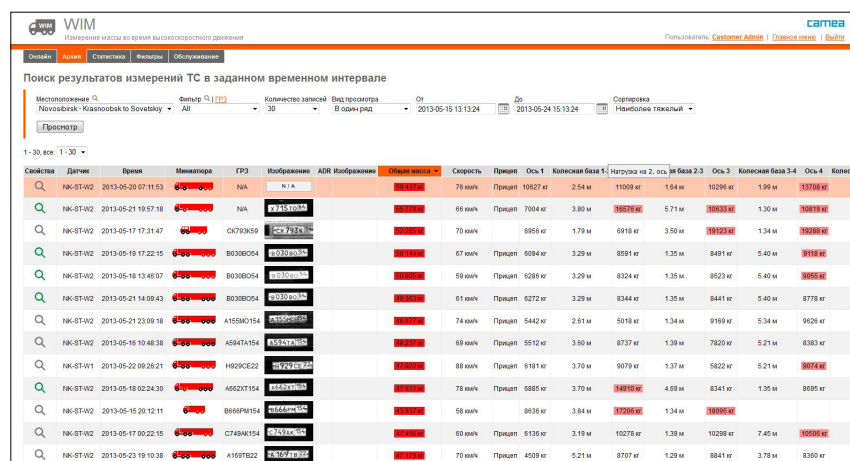 WIM WIM camea
Измерение массы во время высокоскоростного движения Пользователь: Customer Admin | Главное меню | Выйти
Онлайн Архив Статистика Фильтры Обслуживание
Поиск результатов измерений ТС в заданном временном интервале
Местоположение Фильтр | ГРЗ Количество записей Вид просмотра От До Сортировка
Novosibirsk - Krasnoobsk to Sovetskiy All 30 В один ряд 2013-05-15 13:13:24 2013-05-24 15:13:24 Наиболее тяжелый
Просмотр
1 - 30, все: 1 - 30
Свойства Датчик Время Миниатюра ГРЗ Изображение ADR Изображение Общая масса Скорость Прицеп Ось 1 Колесная база 1- Нагрузка на 2. ось я база 2-3 Ось 3 Колесная база 3-4 Ось 4 Колес
NK-ST-W2 2013-05-20 07:11:53 N/A N / A 76 км/ч Прицеп 10627 кг 2.54 м 11009 кг 1.64 м 10296 кг 1.99 м 13708 кг
NK-ST-W2 2013-05-21 19:57:18 N/A х715то54 66 км/ч Прицеп 7004 кг 3.80 м 16576 кг 5.71 м 10633 кг 1.30 м 10819 кг
NK-ST-W2 2013-05-17 17:31:47 CK793K59 70 км/ч 6956 кг 1.79 м 6918 кг 3.50 м 19123 кг 1.34 м 19288 кг
NK-ST-W2 2013-05-19 17:22:15 B030BO54 в030во54 67 км/ч Прицеп 6094 кг 3.29 м 8591 кг 1.35 м 8491 кг 5.40 м 9118 кг
NK-ST-W2 2013-05-18 13:46:07 B030BO54 в030во54 59 км/ч Прицеп 6286 кг 3.29 м 8324 кг 1.35 м 8523 кг 5.40 м 9055 кг
NK-ST-W2 2013-05-21 14:09:43 B030BO54 в030во54 61 км/ч Прицеп 6272 кг 3.29 м 8344 кг 1.35 м 8441 кг 5.40 м 8778 кг
NK-ST-W2 2013-05-21 23:09:18 A155MO154 74 км/ч Прицеп 5442 кг 2.61 м 5018 кг 1.34 м 9169 кг 5.34 м 9626 кг
NK-ST-W2 2013-05-16 10:48:38 A594TA154 69 км/ч Прицеп 5512 кг 3.60 м 8737 кг 1.39 м 7820 кг 5.21 м 8383 кг
NK-ST-W1 2013-05-22 09:26:21 H929CE22 88 км/ч Прицеп 6181 кг 3.70 м 9079 кг 1.37 м 5822 кг 5.21 м 9074 кг
NK-ST-W2 2013-05-18 02:24:30 A662XT154 78 км/ч Прицеп 6885 кг 3.70 м 14910 кг 4.69 м 8341 кг 1.35 м 8695 кг
NK-ST-W2 2013-05-15 20:12:11 B666PM154 58 км/ч 8636 кг 3.84 м 17206 кг 1.34 м 18095 кг
NK-ST-W2 2013-05-17 00:22:15 C749AK154 60 км/ч Прицеп 6136 кг 3.19 м 10278 кг 1.39 м 10298 кг 7.45 м 10506 кг
NK-ST-W2 2013-05-23 19:10:38 A169TB22 70 км/ч Прицеп 4509 кг 5.21 м 8707 кг 1.29 м 8841 кг 3.78 м 8360 кг